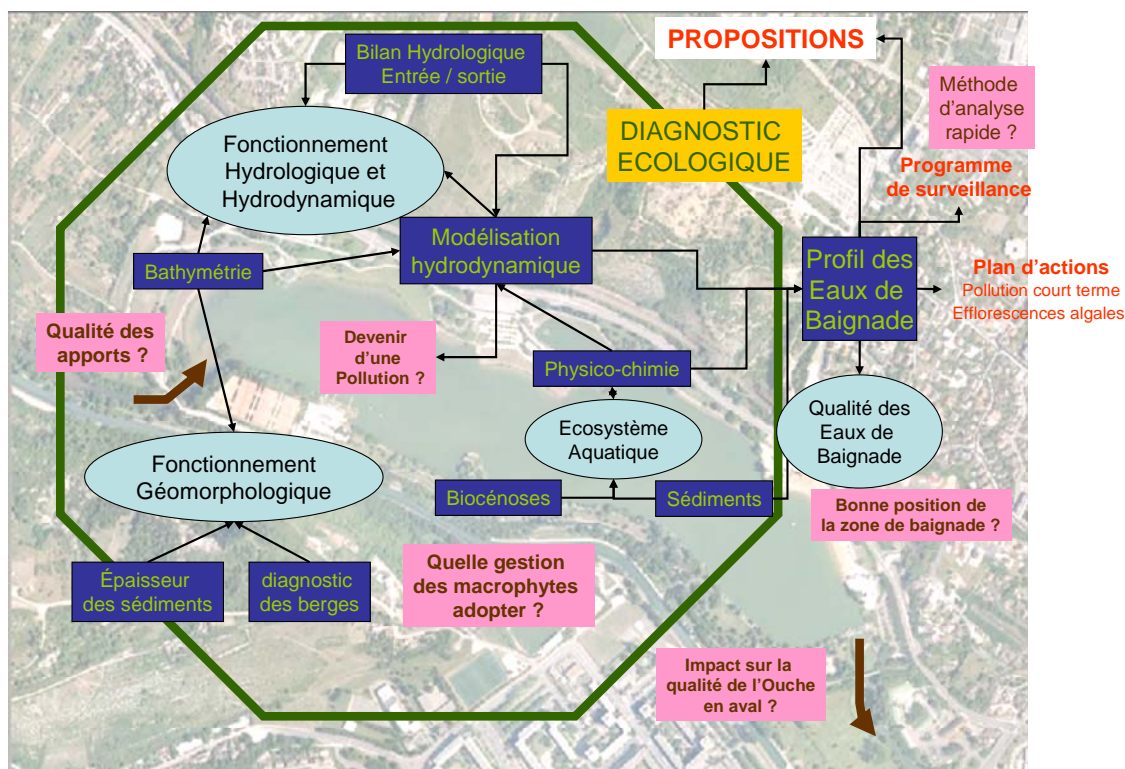 Bilan Hydrologique
Entrée / sortie
PROPOSITIONS
Méthode
d'analyse
rapide ?
DIAGNOSTIC
ECOLOGIQUE
Fonctionnement
Hydrologique et
Hydrodynamique
Programme
de surveillance
Modélisation
hydrodynamique
Bathymétrie
Profil des
Eaux de
Baignade
Plan d'actions
Pollution court terme
Efflorescences algales
Qualité des
apports ?
Devenir
d'une
Pollution ?
Physico-chimie
Ecosystème
Aquatique
Qualité des
Eaux de
Baignade
Fonctionnement
Géomorphologique
Biocénoses
Sédiments
Bonne position de
la zone de baignade ?
Épaisseur
des sédiments
diagnostic
des berges
Quelle gestion
des macrophytes
adopter ?
Impact sur la
qualité de l'Ouche
en aval ?